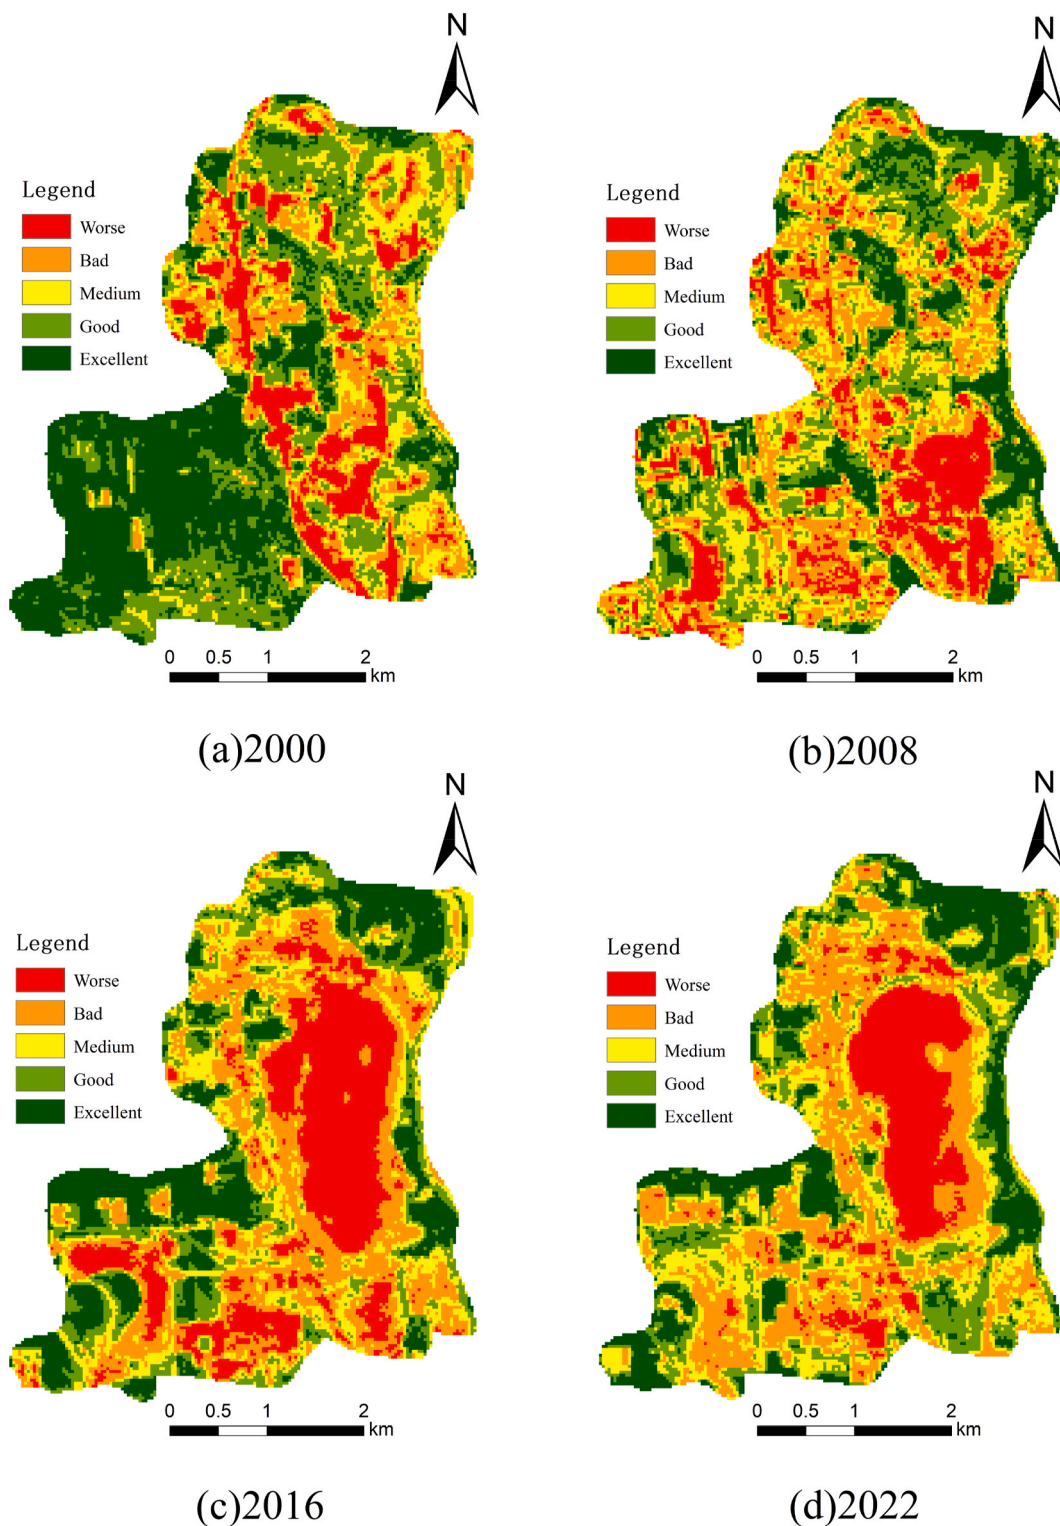 N
Legend
Worse
Bad
Medium
Good
Excellent
0 0.5 1 2
km
(a)2000
N
Legend
Worse
Bad
Medium
Good
Excellent
0 0.5 1 2
km
(b)2008
N
Legend
Worse
Bad
Medium
Good
Excellent
0 0.5 1 2
km
(c)2016
N
Legend
Worse
Bad
Medium
Good
Excellent
0 0.5 1 2
km
(d)2022